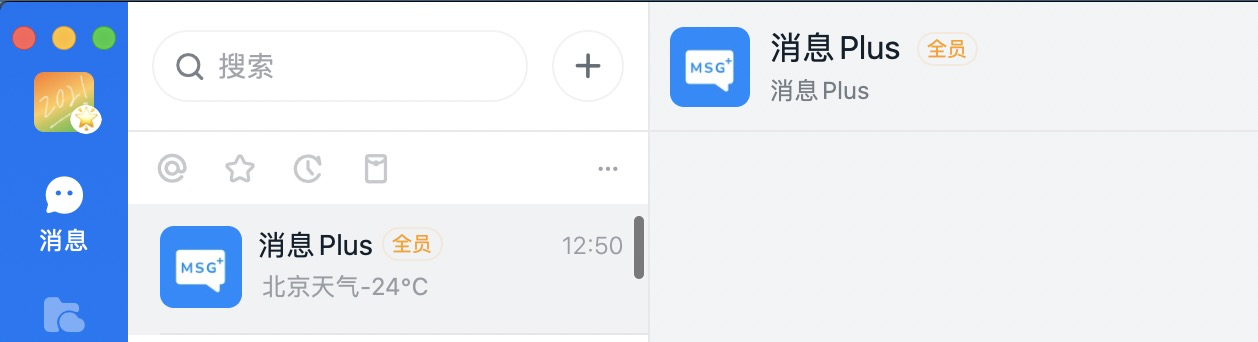 搜索
消息 Plus 全员
消息 Plus
2021
消息
MSG+
MSG+
消息 Plus 全员
12:50
北京天气-24°C